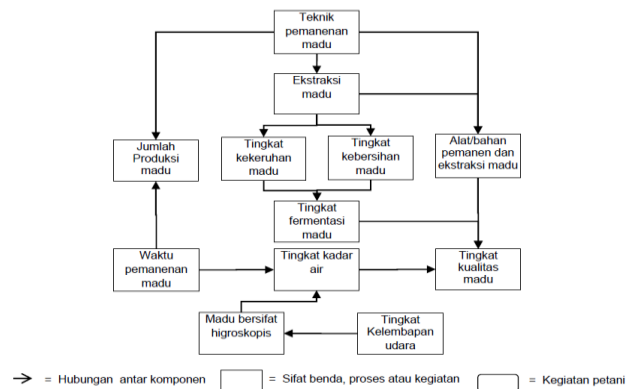 Teknik
pemanenan
madu
Ekstraksi
madu
Jumlah
Produksi
madu
Tingkat
kekeruhan
madu
Tingkat
kebersihan
madu
Alat/bahan
pemanen dan
ekstraksi madu
Tingkat
fermentasi
madu
Waktu
pemanenan
madu
Tingkat kadar
air
Tingkat
kualitas
madu
Madu bersifat
higroskopis
Tingkat
Kelembapan
udara
= Hubungan antar komponen
= Sifat benda, proses atau kegiatan
= Kegiatan petani